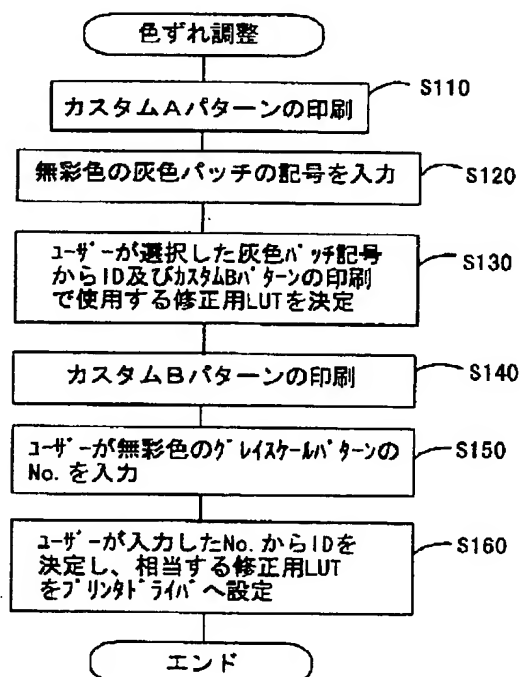 色ずれ調整
カスタムAパターンの印刷
S110
無彩色の灰色パッチの記号を入力
S120
ユーザーが選択した灰色パッチ記号
からID及びカスタムBパターンの印刷
で使用する修正用LUTを決定
S130
カスタムBパターンの印刷
S140
ユーザーが無彩色のグレイスケールパターンの
No. を入力
S150
ユーザーが入力したNo. からIDを
決定し、相当する修正用LUT
をプリンタドライバへ設定
S160
エンド